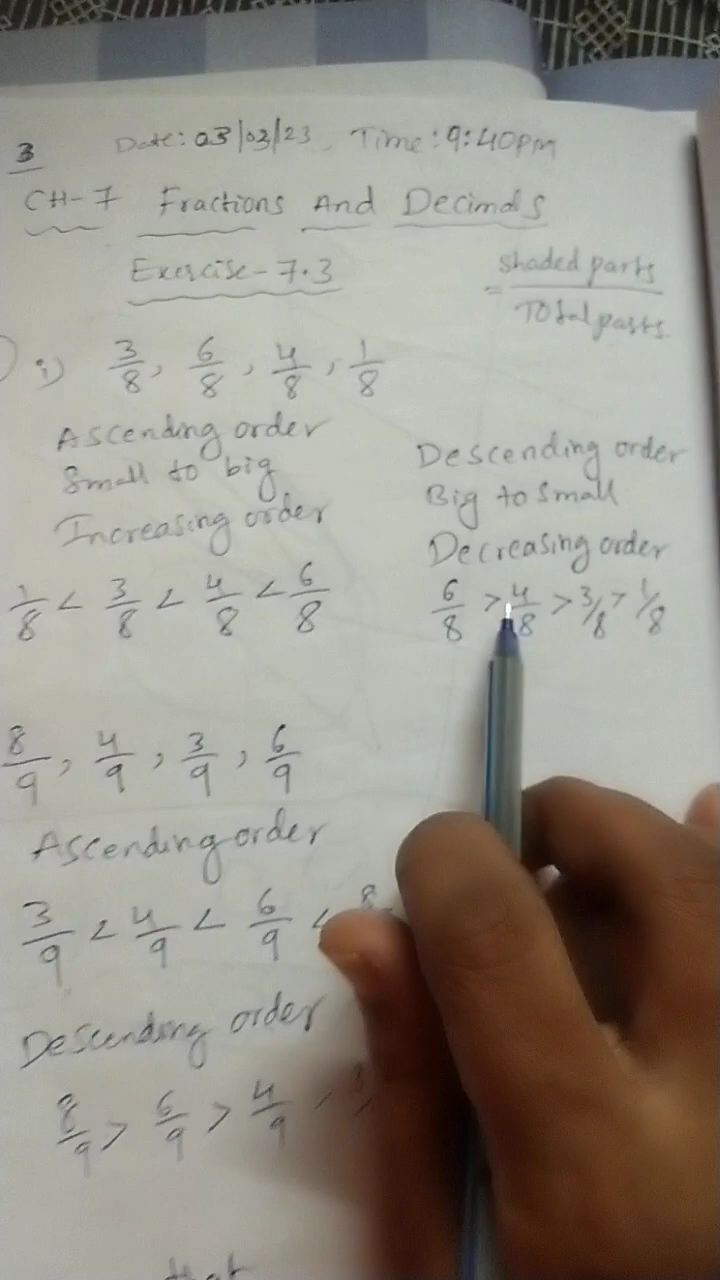 3 Date: 03/03/23, Time: 9:40pm
CH-7 Fractions And Decimals
Exercise-7.3
= shaded parts / Total parts
i) 3/8, 6/8, 4/8, 1/8
Ascending order
Small to big
Increasing order
1/8 < 3/8 < 4/8 < 6/8
Descending order
Big to small
Decreasing order
6/8 > 4/8 > 3/8 > 1/8
8/9, 4/9, 3/9, 6/9
Ascending order
3/9 < 4/9 < 6/9 <
Descending order
8/9 > 6/9 > 4/9
that